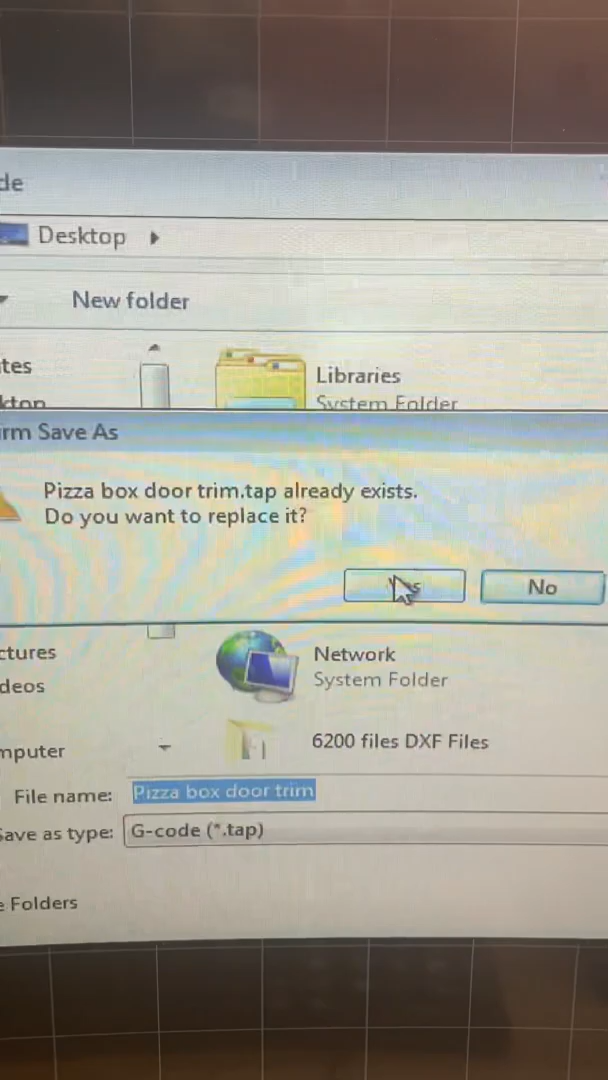 de
Desktop
New folder
tes
Libraries
ktop
System Folder
rm Save As
Pizza box door trim.tap already exists.
Do you want to replace it?
Yes
No
ctures
Network
deos
System Folder
mputer
6200 files DXF Files
File name:
Pizza box door trim
ave as type:
G-code (*.tap)
e Folders